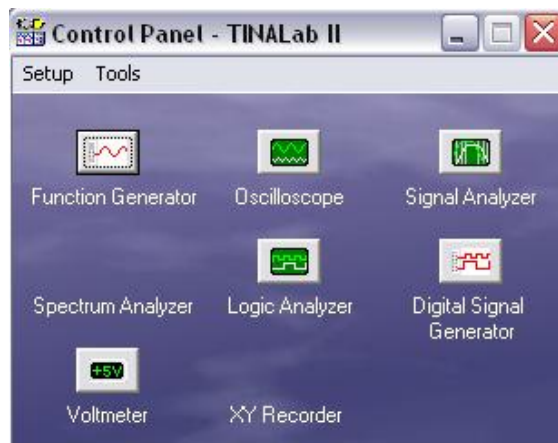 Control Panel - TINALab II
Setup Tools
Function Generator Oscilloscope Signal Analyzer
Spectrum Analyzer Logic Analyzer Digital Signal
Generator
+5V
Voltmeter XY Recorder